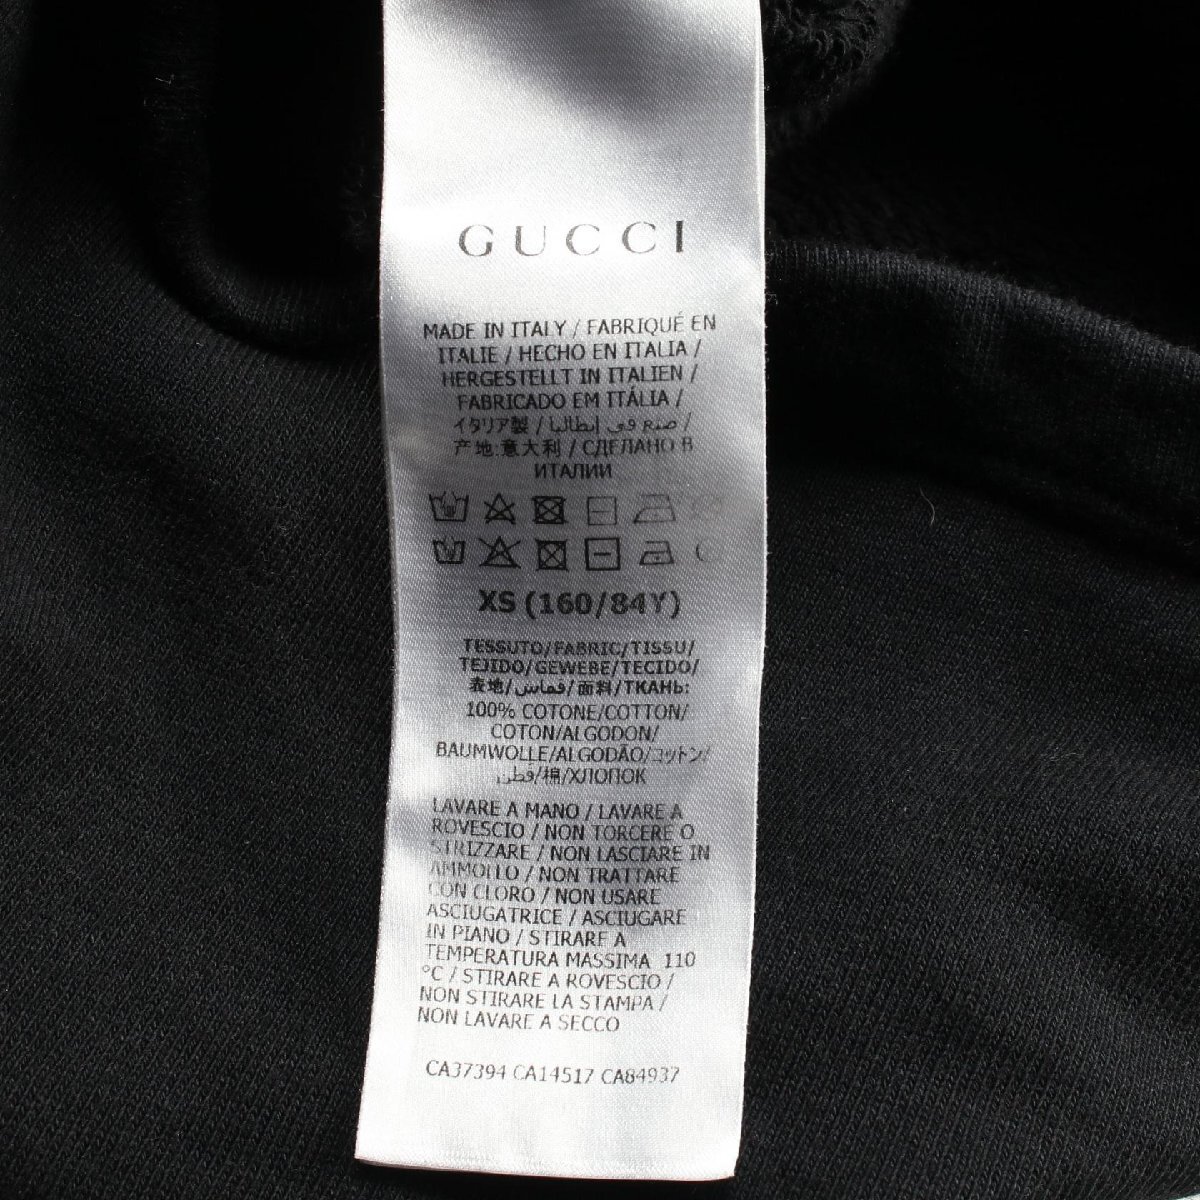 GUCCI
MADE IN ITALY / FABRIQUÉ EN
ITALIE / HECHO EN ITALIA /
HERGESTELLT IN ITALIEN /
FABRICADO EM ITÁLIA /
イタリア製 / صنع في إيطاليا /
产地:意大利 / СДЕЛАНО В
ИТАЛИИ
XS (160/84Y)
TESSUTO/FABRIC/TISSU/
TEJIDO/GEWEBE/TECIDO/
表地/قماش/面料/ТКАНЬ:
100% COTONE/COTTON/
COTON/ALGODON/
BAUMWOLLE/ALGODÃO/コットン/
قطن/棉/ХЛОПОК
LAVARE A MANO / LAVARE A
ROVESCIO / NON TORCERE O
STRIZZARE / NON LASCIARE IN
AMMOLLO / NON TRATTARE
CON CLORO / NON USARE
ASCIUGATRICE / ASCIUGARE
IN PIANO / STIRARE A
TEMPERATURA MASSIMA 110
°C / STIRARE A ROVESCIO /
NON STIRARE LA STAMPA /
NON LAVARE A SECCO
CA37394 CA14517 CA84937